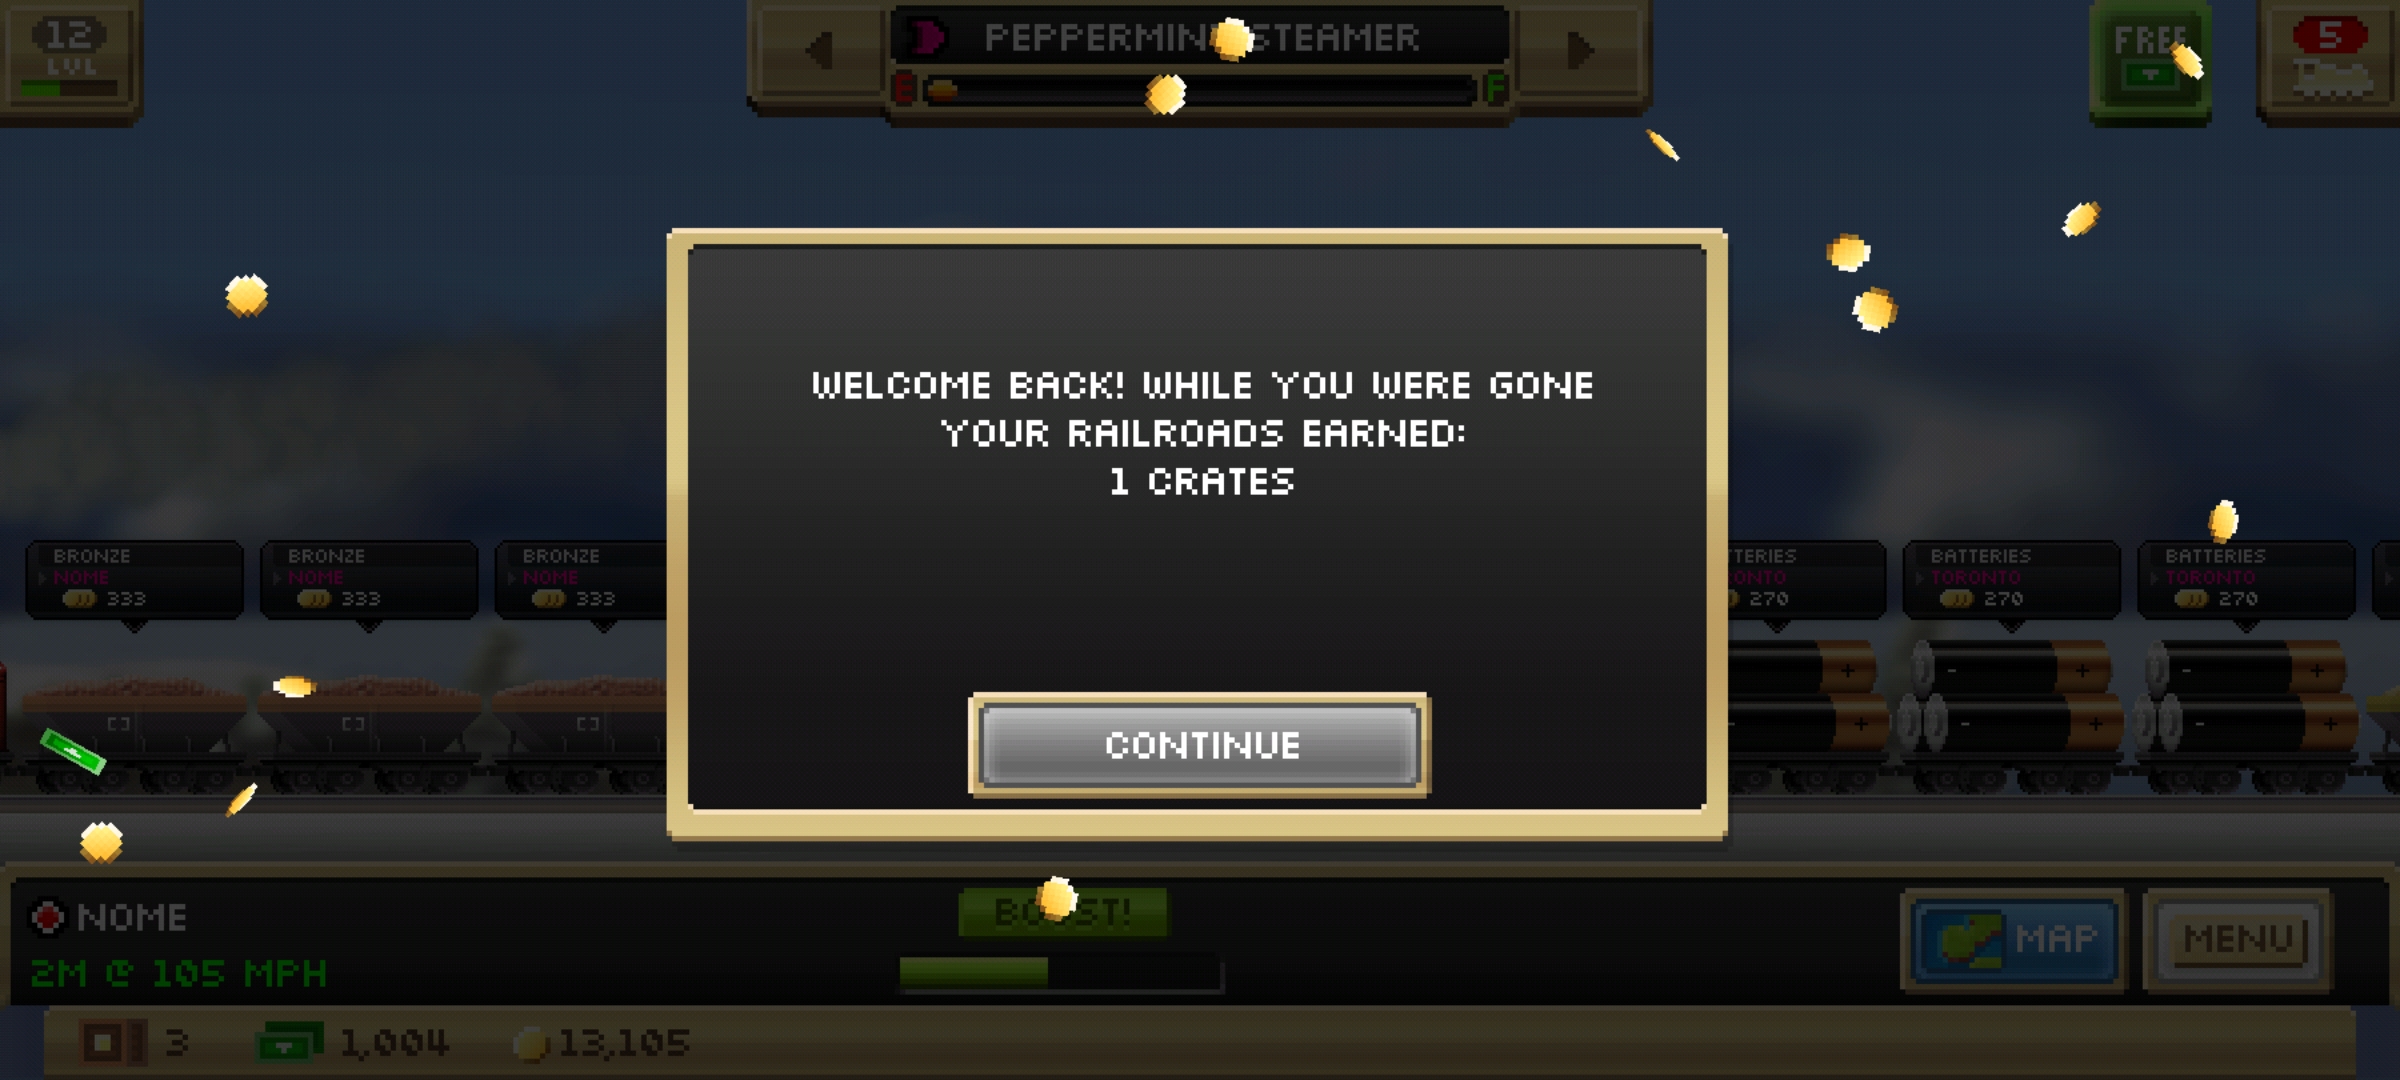 12
LVL
PEPPERMIN STEAMER
E
F
FREE
5
WELCOME BACK! WHILE YOU WERE GONE
YOUR RAILROADS EARNED:
1 CRATES
CONTINUE
BRONZE
NOME
333
BRONZE
NOME
333
BRONZE
NOME
333
270
BATTERIES
TORONTO
270
BATTERIES
TORONTO
270
NOME
2M @ 105 MPH
MAP
MENU
3
1,004
13,105